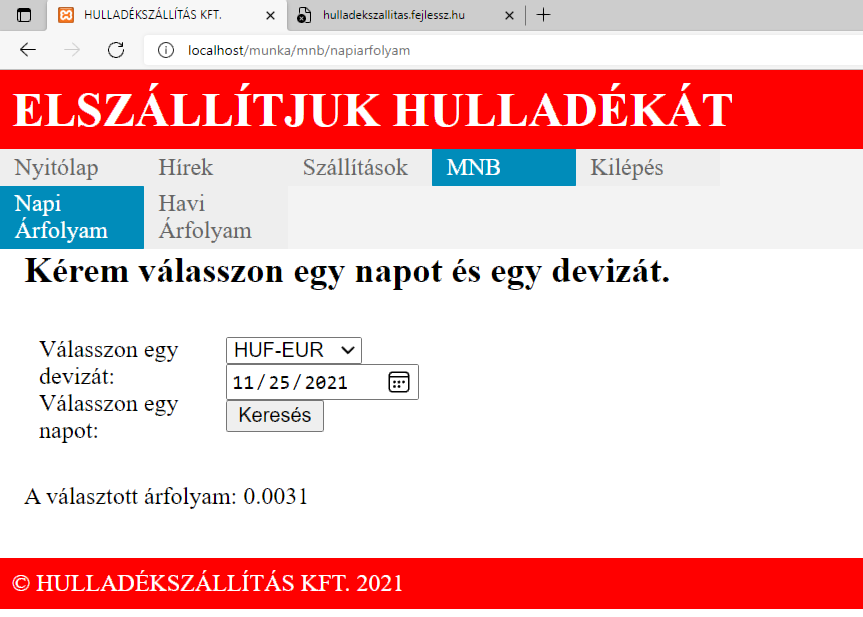 HULLADÉKSZÁLLÍTÁS KFT.
hulladekszallitas.fejlessz.hu
localhost/munka/mnb/napiarfolyam
ELSZÁLLÍTJUK HULLADÉKÁT
Nyitólap Hírek Szállítások MNB Kilépés
Napi Árfolyam
Havi Árfolyam
Kérem válasszon egy napot és egy devizát.
Válasszon egy
devizát:
HUF-EUR
Válasszon egy
napot:
11/25/2021
Keresés
A választott árfolyam: 0.0031
© HULLADÉKSZÁLLÍTÁS KFT. 2021